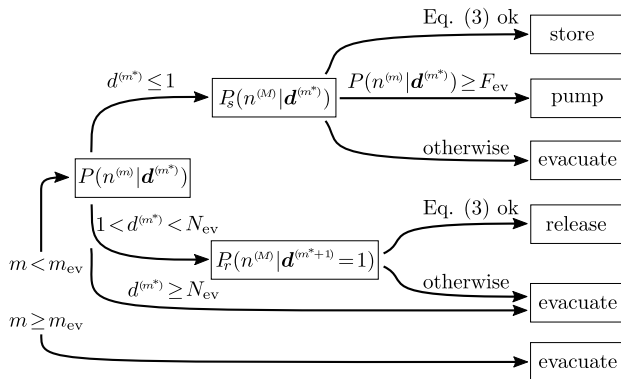 Eq. (3) ok
store
d^(m*) ≤ 1
P_s(n^(M)|d^(m*))
P(n^(m)|d^(m*)) ≥ F_ev
pump
otherwise
evacuate
P(n^(m)|d^(m*))
Eq. (3) ok
release
1 < d^(m*) < N_ev
P_r(n^(M)|d^(m*+1) = 1)
m < m_ev
otherwise
d^(m*) ≥ N_ev
evacuate
m ≥ m_ev
evacuate